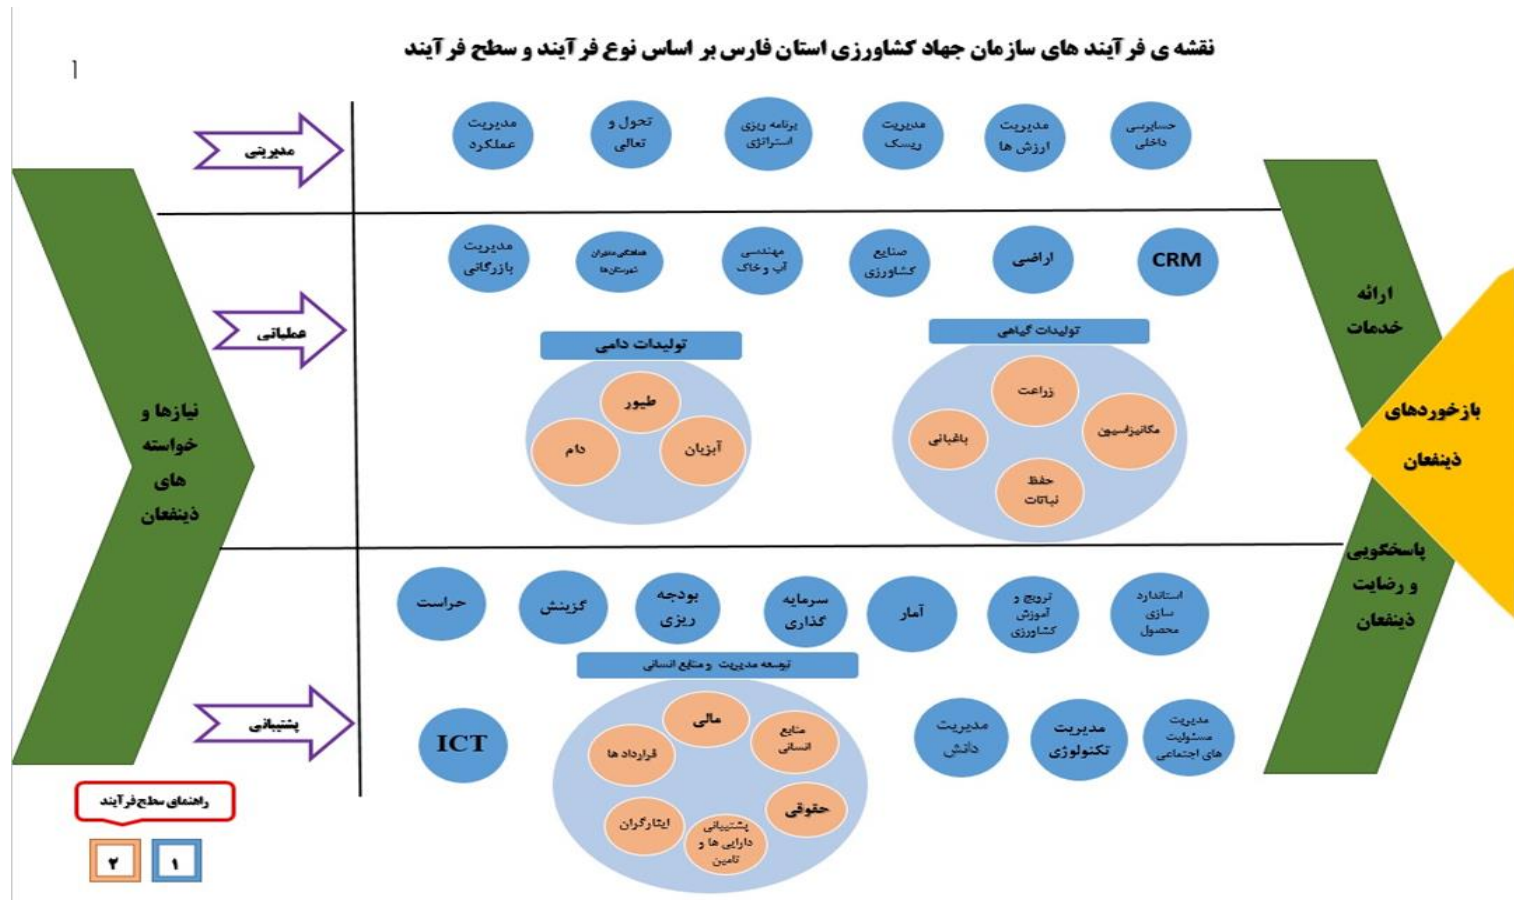 نقشه ی فرآیند های سازمان جهاد کشاورزی استان فارس بر اساس نوع فرآیند و سطح فرآیند
1
مدیریتی
حسابرسی
داخلی
مدیریت
ارزش ها
مدیریت
ریسک
برنامه ریزی
استراتژی
تحول و
تعالی
مدیریت
عملکرد
عملیاتی
CRM
اراضی
صنایع
کشاورزی
مهندسی
آب و خاک
هماهنگی مدیران
شهرستان‌ها
مدیریت
بازرگانی
تولیدات گیاهی
زراعت
مکانیزاسیون
باغبانی
حفظ
نباتات
تولیدات دامی
طیور
آبزیان
دام
پشتیبانی
استاندارد
سازی
محصول
ترویج و
آموزش
کشاورزی
آمار
سرمایه
گذاری
بودجه
ریزی
گزینش
حراست
توسعه مدیریت و منابع انسانی
مالی
منابع
انسانی
قرارداد ها
حقوقی
ایثارگران
پشتیبانی
دارایی ها و
تامین
مدیریت
مسئولیت
های اجتماعی
مدیریت
تکنولوژی
مدیریت
دانش
ICT
ارائه
خدمات
بازخوردهای
ذینفعان
پاسخگویی
و رضایت
ذینفعان
نیازها و
خواسته
های
ذینفعان
راهنمای سطح فرآیند
۱
۲